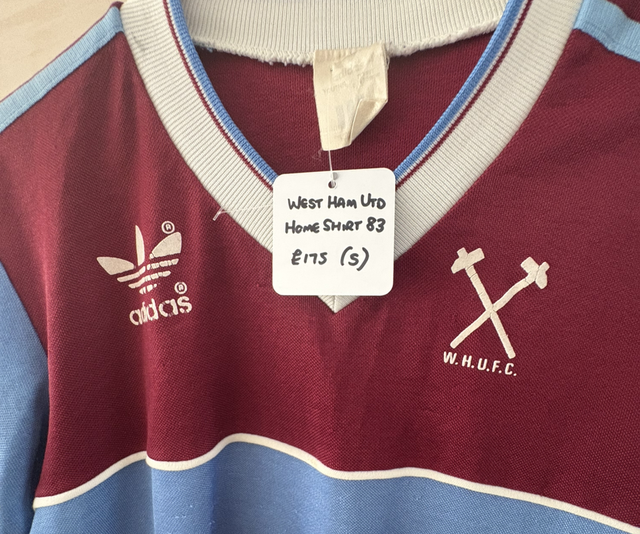 WEST HAM UTD
HOME SHIRT 83
£175 (S)
adidas
W.H.U.F.C.